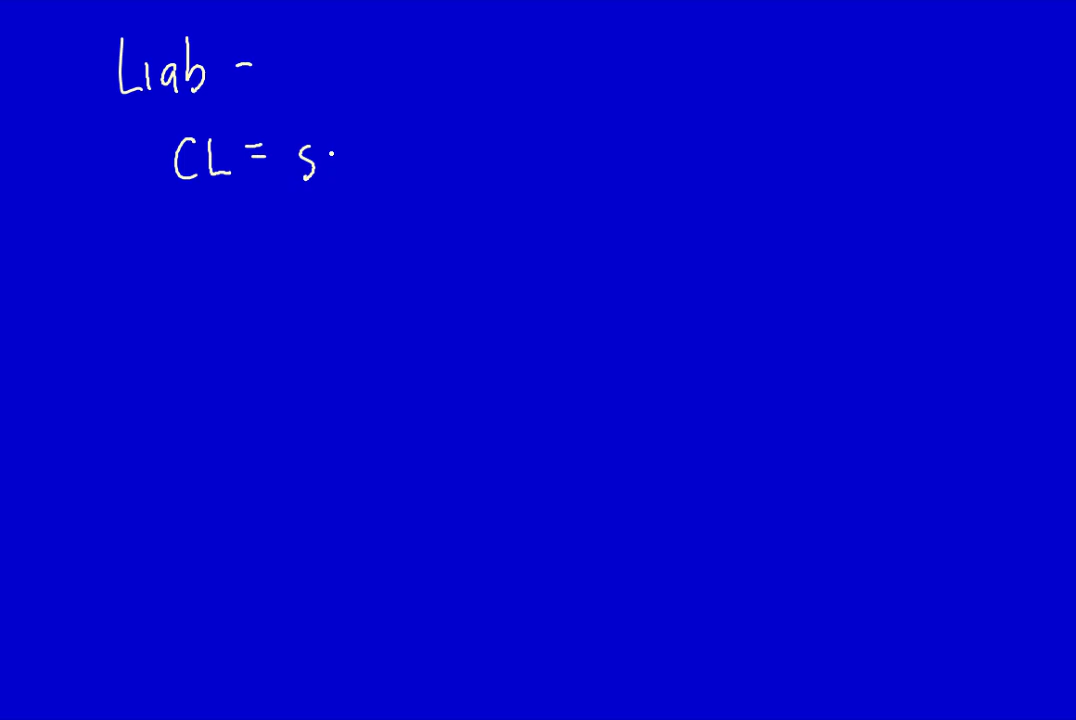 Liab -
CL = s